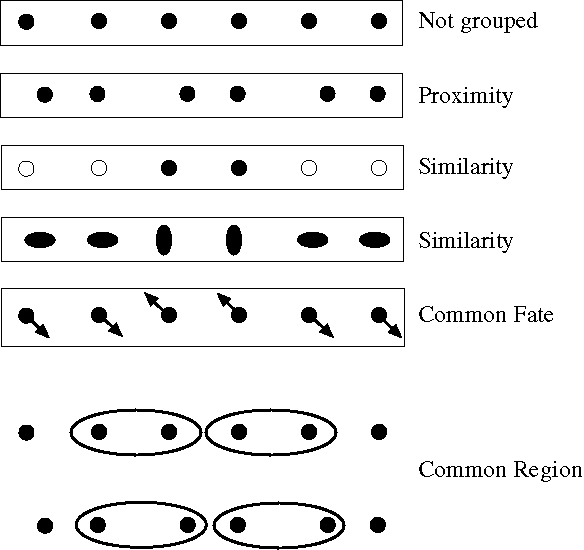 Not grouped
Proximity
Similarity
Similarity
Common Fate
Common Region